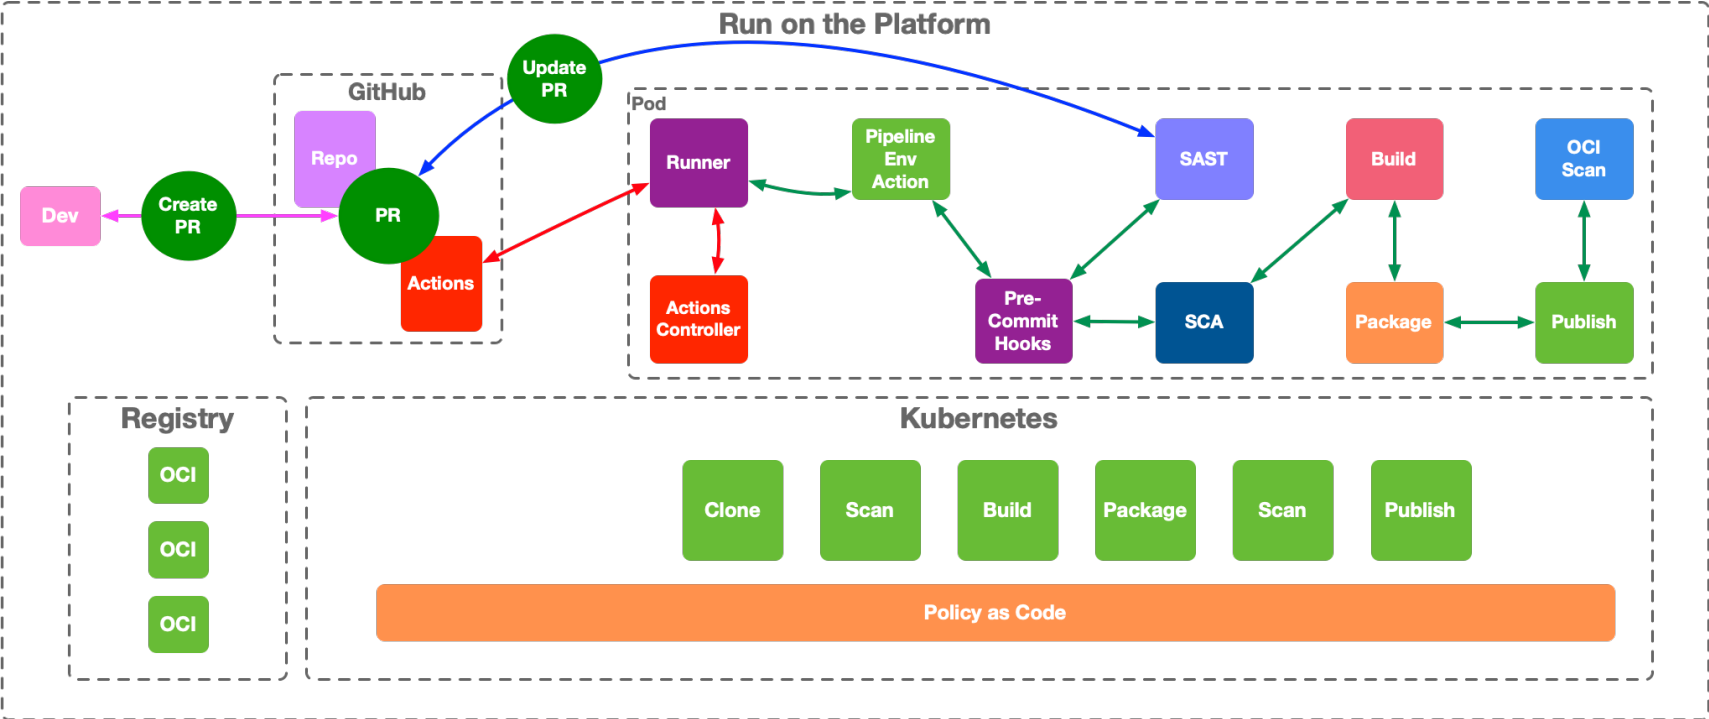 Run on the Platform
Update
PR
GitHub
Repo
Dev
Create
PR
PR
Actions
Pod
Runner
Pipeline
Env
Action
SAST
Build
OCI
Scan
Actions
Controller
Pre-
Commit
Hooks
SCA
Package
Publish
Registry
OCI
OCI
OCI
Kubernetes
Clone
Scan
Build
Package
Scan
Publish
Policy as Code